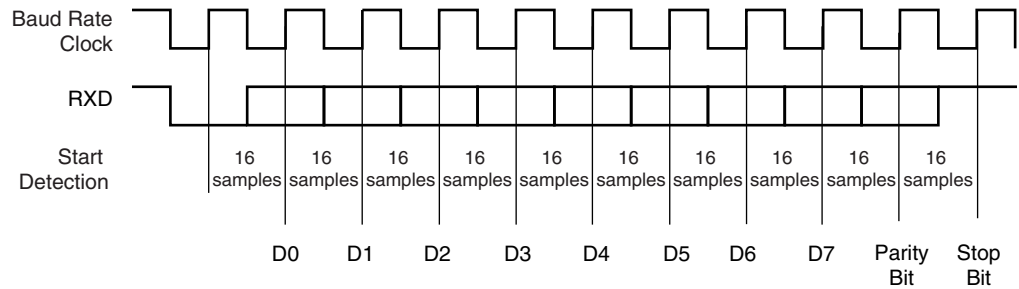 Baud Rate
Clock
RXD
Start
Detection
16 16 16 16 16 16 16 16 16 16
samples samples samples samples samples samples samples samples samples samples
D0 D1 D2 D3 D4 D5 D6 D7 Parity Stop
Bit Bit